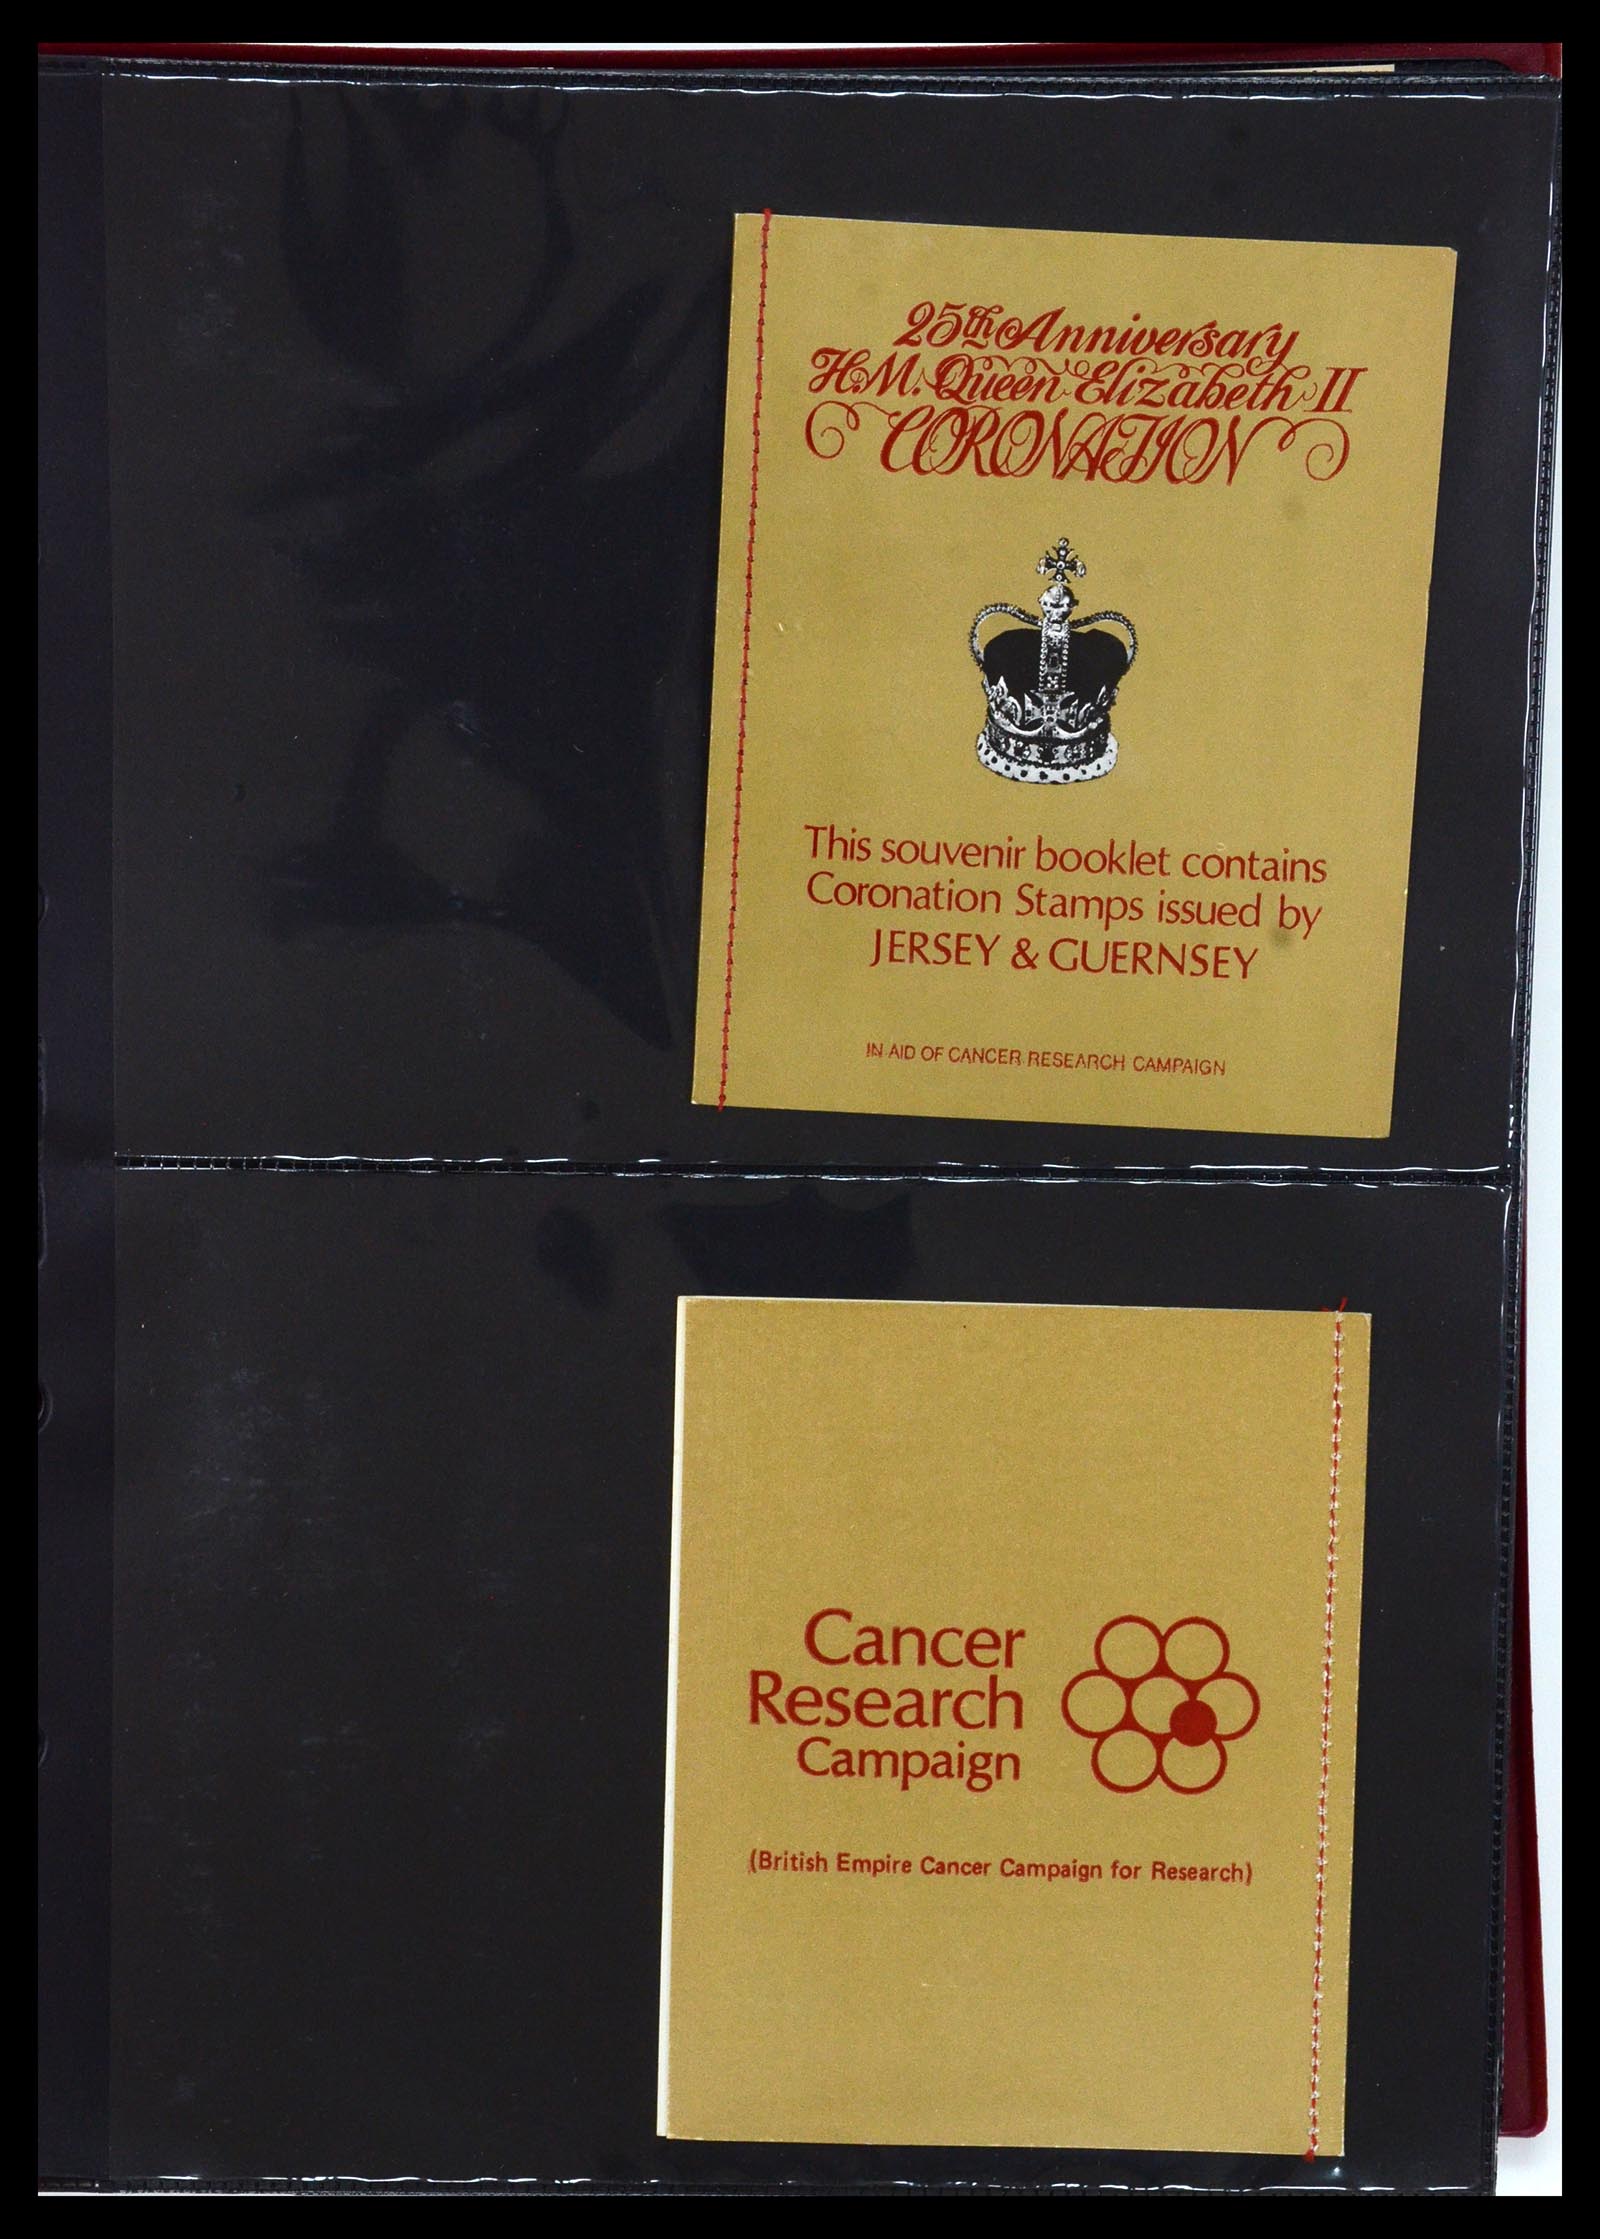 25th Anniversary
H.M. Queen Elizabeth II
CORONATION
This souvenir booklet contains
Coronation Stamps issued by
JERSEY & GUERNSEY
IN AID OF CANCER RESEARCH CAMPAIGN
Cancer
Research
Campaign
(British Empire Cancer Campaign for Research)